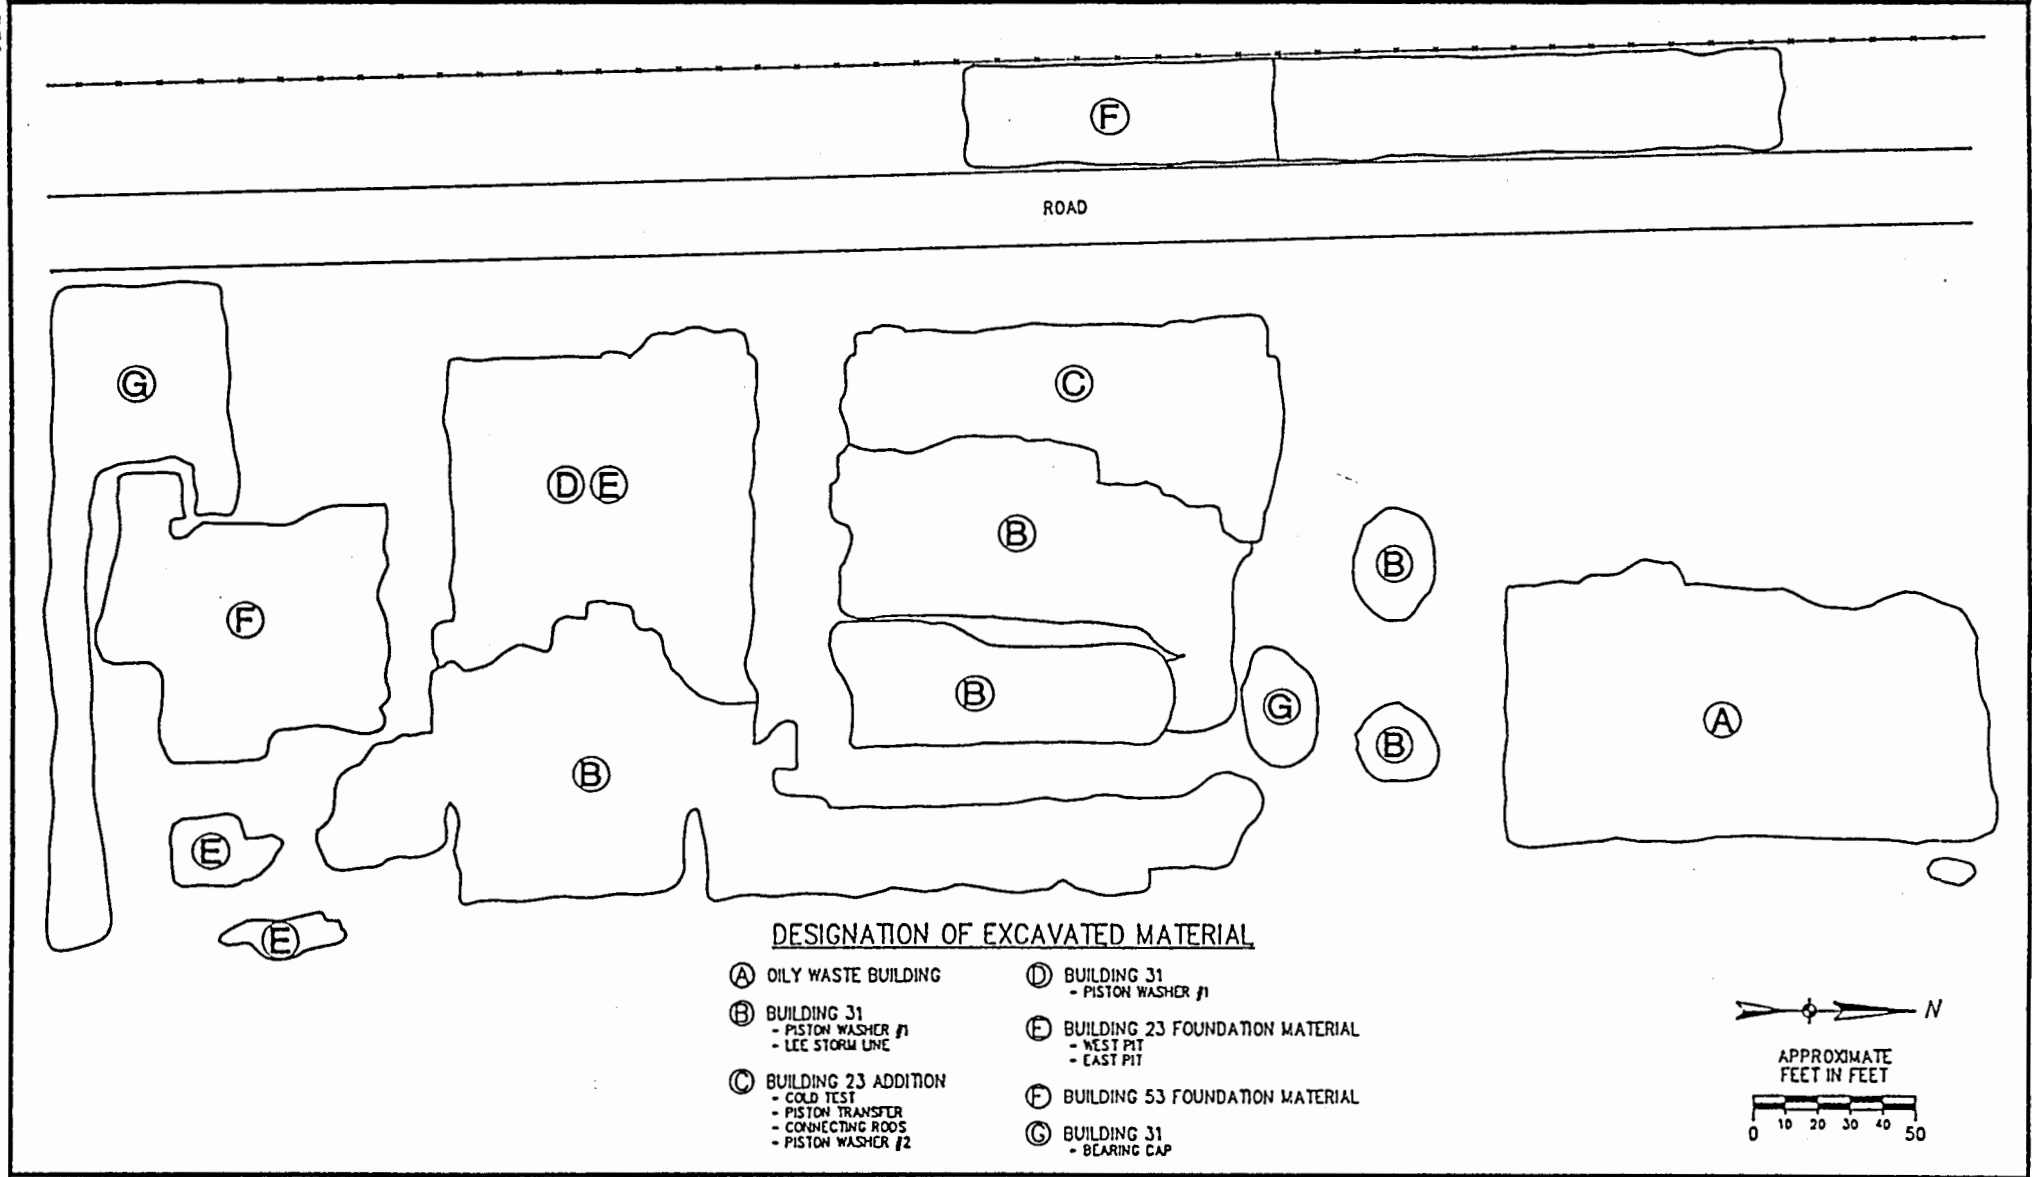 F
ROAD
G
C
D E
B
B
F
B
G
A
B
B
E
E
DESIGNATION OF EXCAVATED MATERIAL
A OILY WASTE BUILDING
B BUILDING 31
- PISTON WASHER #1
- LEE STORM LINE
C BUILDING 23 ADDITION
- COLD TEST
- PISTON TRANSFER
- CONNECTING RODS
- PISTON WASHER #2
D BUILDING 31
- PISTON WASHER #1
E BUILDING 23 FOUNDATION MATERIAL
- WEST PIT
- EAST PIT
F BUILDING 53 FOUNDATION MATERIAL
G BUILDING 31
- BEARING CAP
N
APPROXIMATE
FEET IN FEET
0 10 20 30 40 50